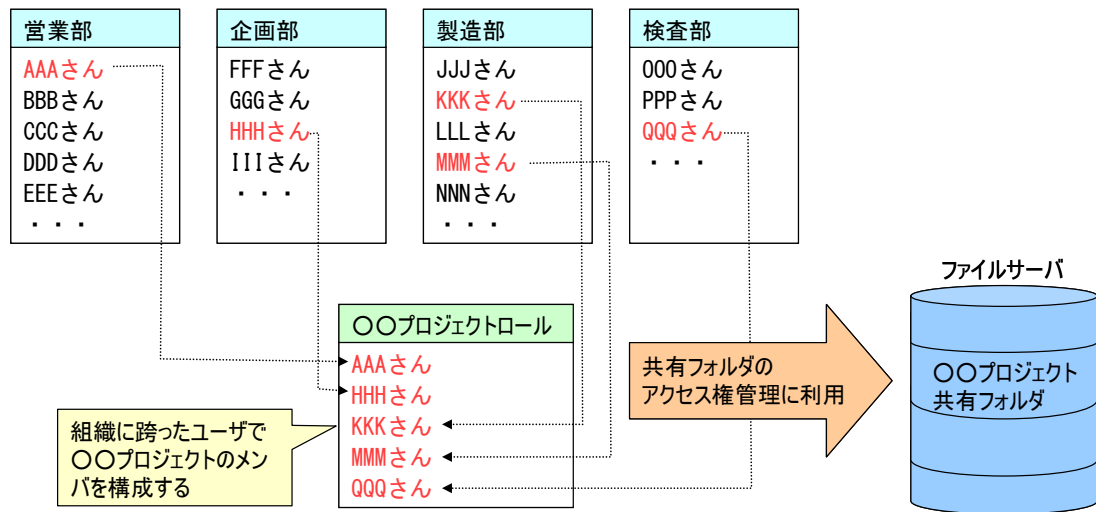 営業部
AAAさん
BBBさん
CCCさん
DDDさん
EEEさん
・・・
企画部
FFFさん
GGGさん
HHHさん
IIIさん
・・・
製造部
JJJさん
KKKさん
LLLさん
MMMさん
NNNさん
・・・
検査部
OOOさん
PPPさん
QQQさん
・・・
〇〇プロジェクトロール
AAAさん
HHHさん
KKKさん
MMMさん
QQQさん
組織に跨ったユーザで
〇〇プロジェクトのメン
バを構成する
共有フォルダの
アクセス権管理に利用
ファイルサーバ
〇〇プロジェクト
共有フォルダ